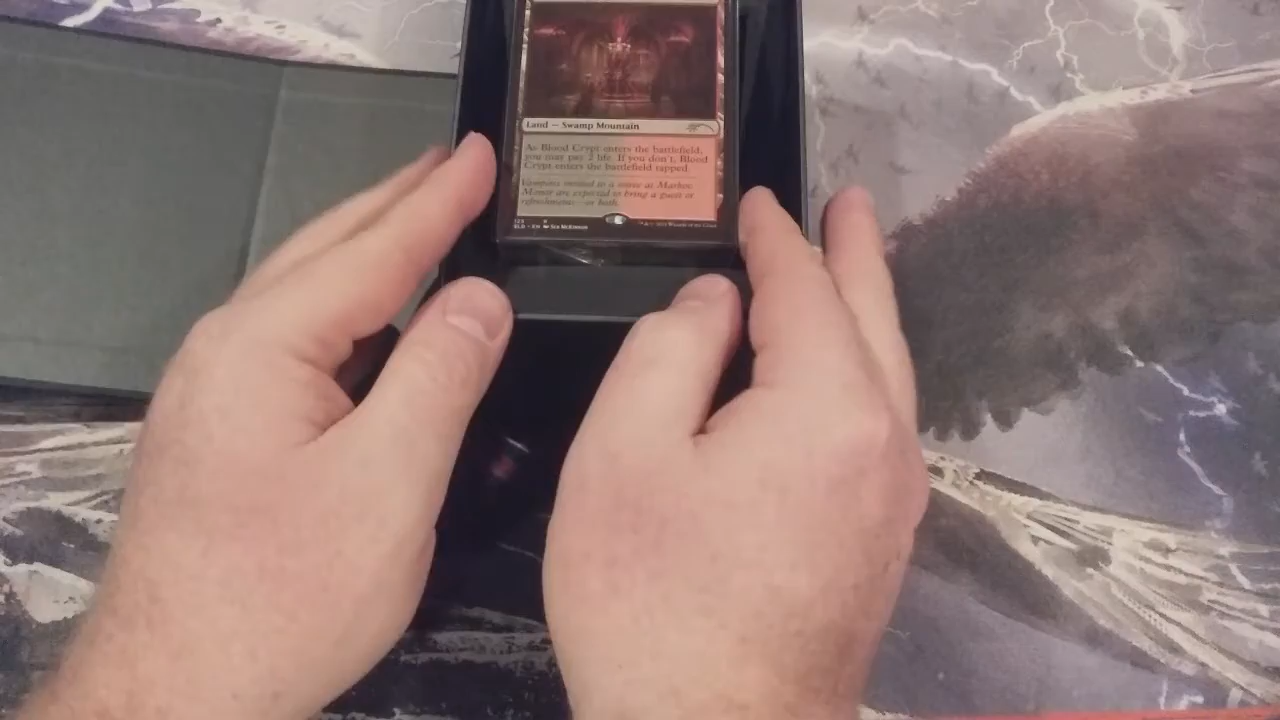 Land — Swamp Mountain
As Blood Crypt enters the battlefield,
you may pay 2 life. If you don't, Blood
Crypt enters the battlefield tapped.
Vampires invited to a soiree at Markov
Manor are expected to bring a guest or
refreshments—or both.
SLD • EN